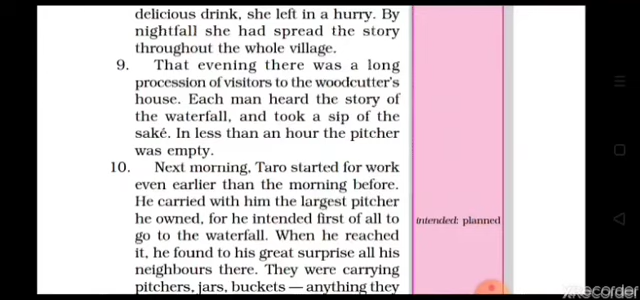 delicious drink, she left in a hurry. By
nightfall she had spread the story
throughout the whole village.
9. That evening there was a long
procession of visitors to the woodcutter's
house. Each man heard the story of
the waterfall, and took a sip of the
saké. In less than an hour the pitcher
was empty.
10. Next morning, Taro started for work
even earlier than the morning before.
He carried with him the largest pitcher
he owned, for he intended first of all to
go to the waterfall. When he reached
it, he found to his great surprise all his
neighbours there. They were carrying
pitchers, jars, buckets — anything they
intended: planned
XRecorder